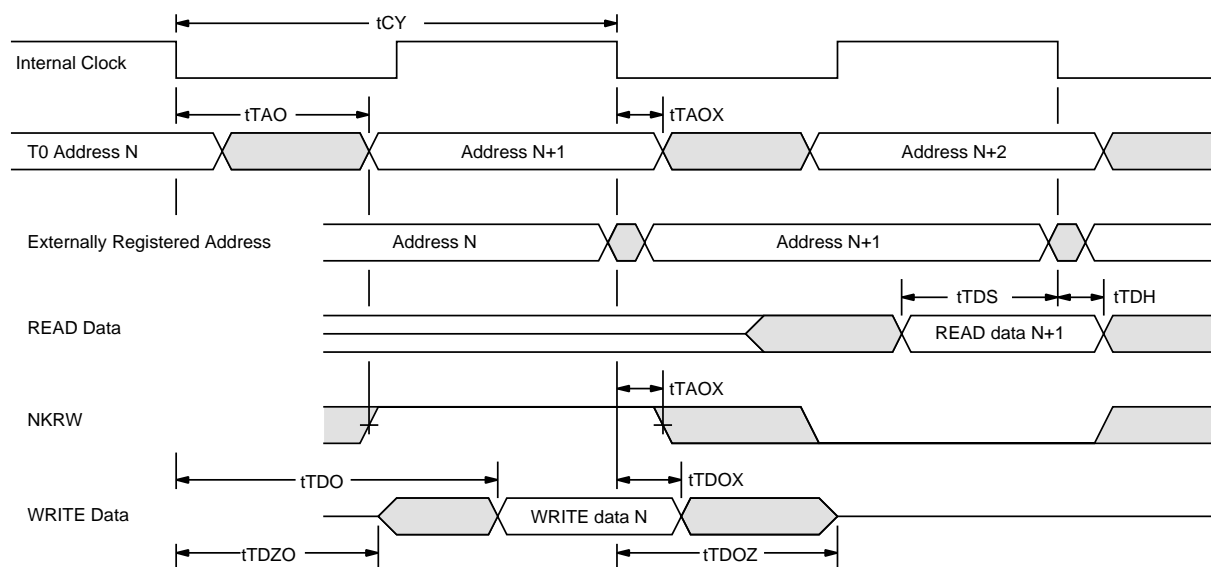 tCY
Internal Clock
tTAO
tTAOX
T0 Address N
Address N+1
Address N+2
Externally Registered Address
Address N
Address N+1
tTDS
tTDH
READ Data
READ data N+1
tTAOX
NKRW
tTDO
tTDOX
WRITE Data
WRITE data N
tTDZO
tTDOZ